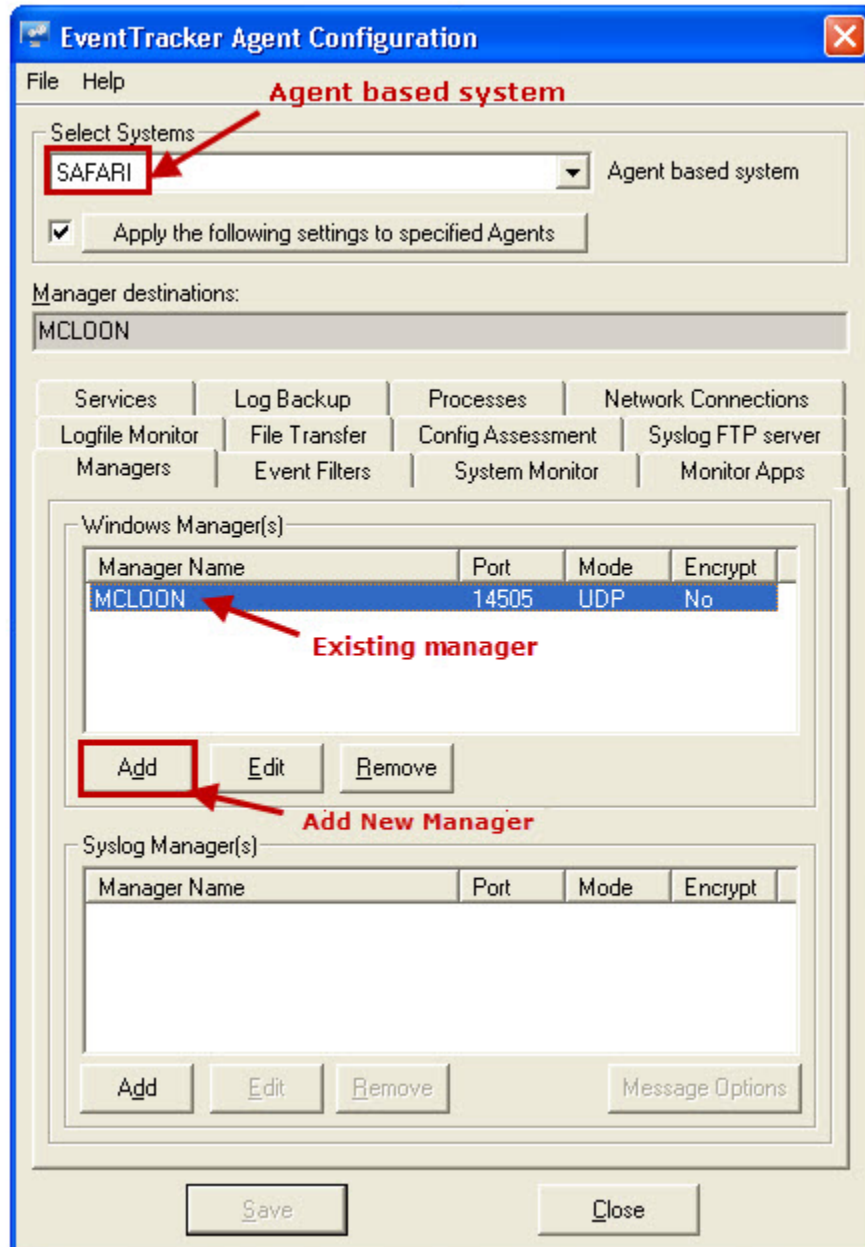 EventTracker Agent Configuration
File Help
Agent based system
Select Systems
SAFARI
Agent based system
Apply the following settings to specified Agents
Manager destinations:
MCLOON
Services Log Backup Processes Network Connections
Logfile Monitor File Transfer Config Assessment Syslog FTP server
Managers Event Filters System Monitor Monitor Apps
Windows Manager(s)
Manager Name Port Mode Encrypt
MCLOON 14505 UDP No
Existing manager
Add Edit Remove
Add New Manager
Syslog Manager(s)
Manager Name Port Mode Encrypt
Add Edit Remove Message Options
Save Close